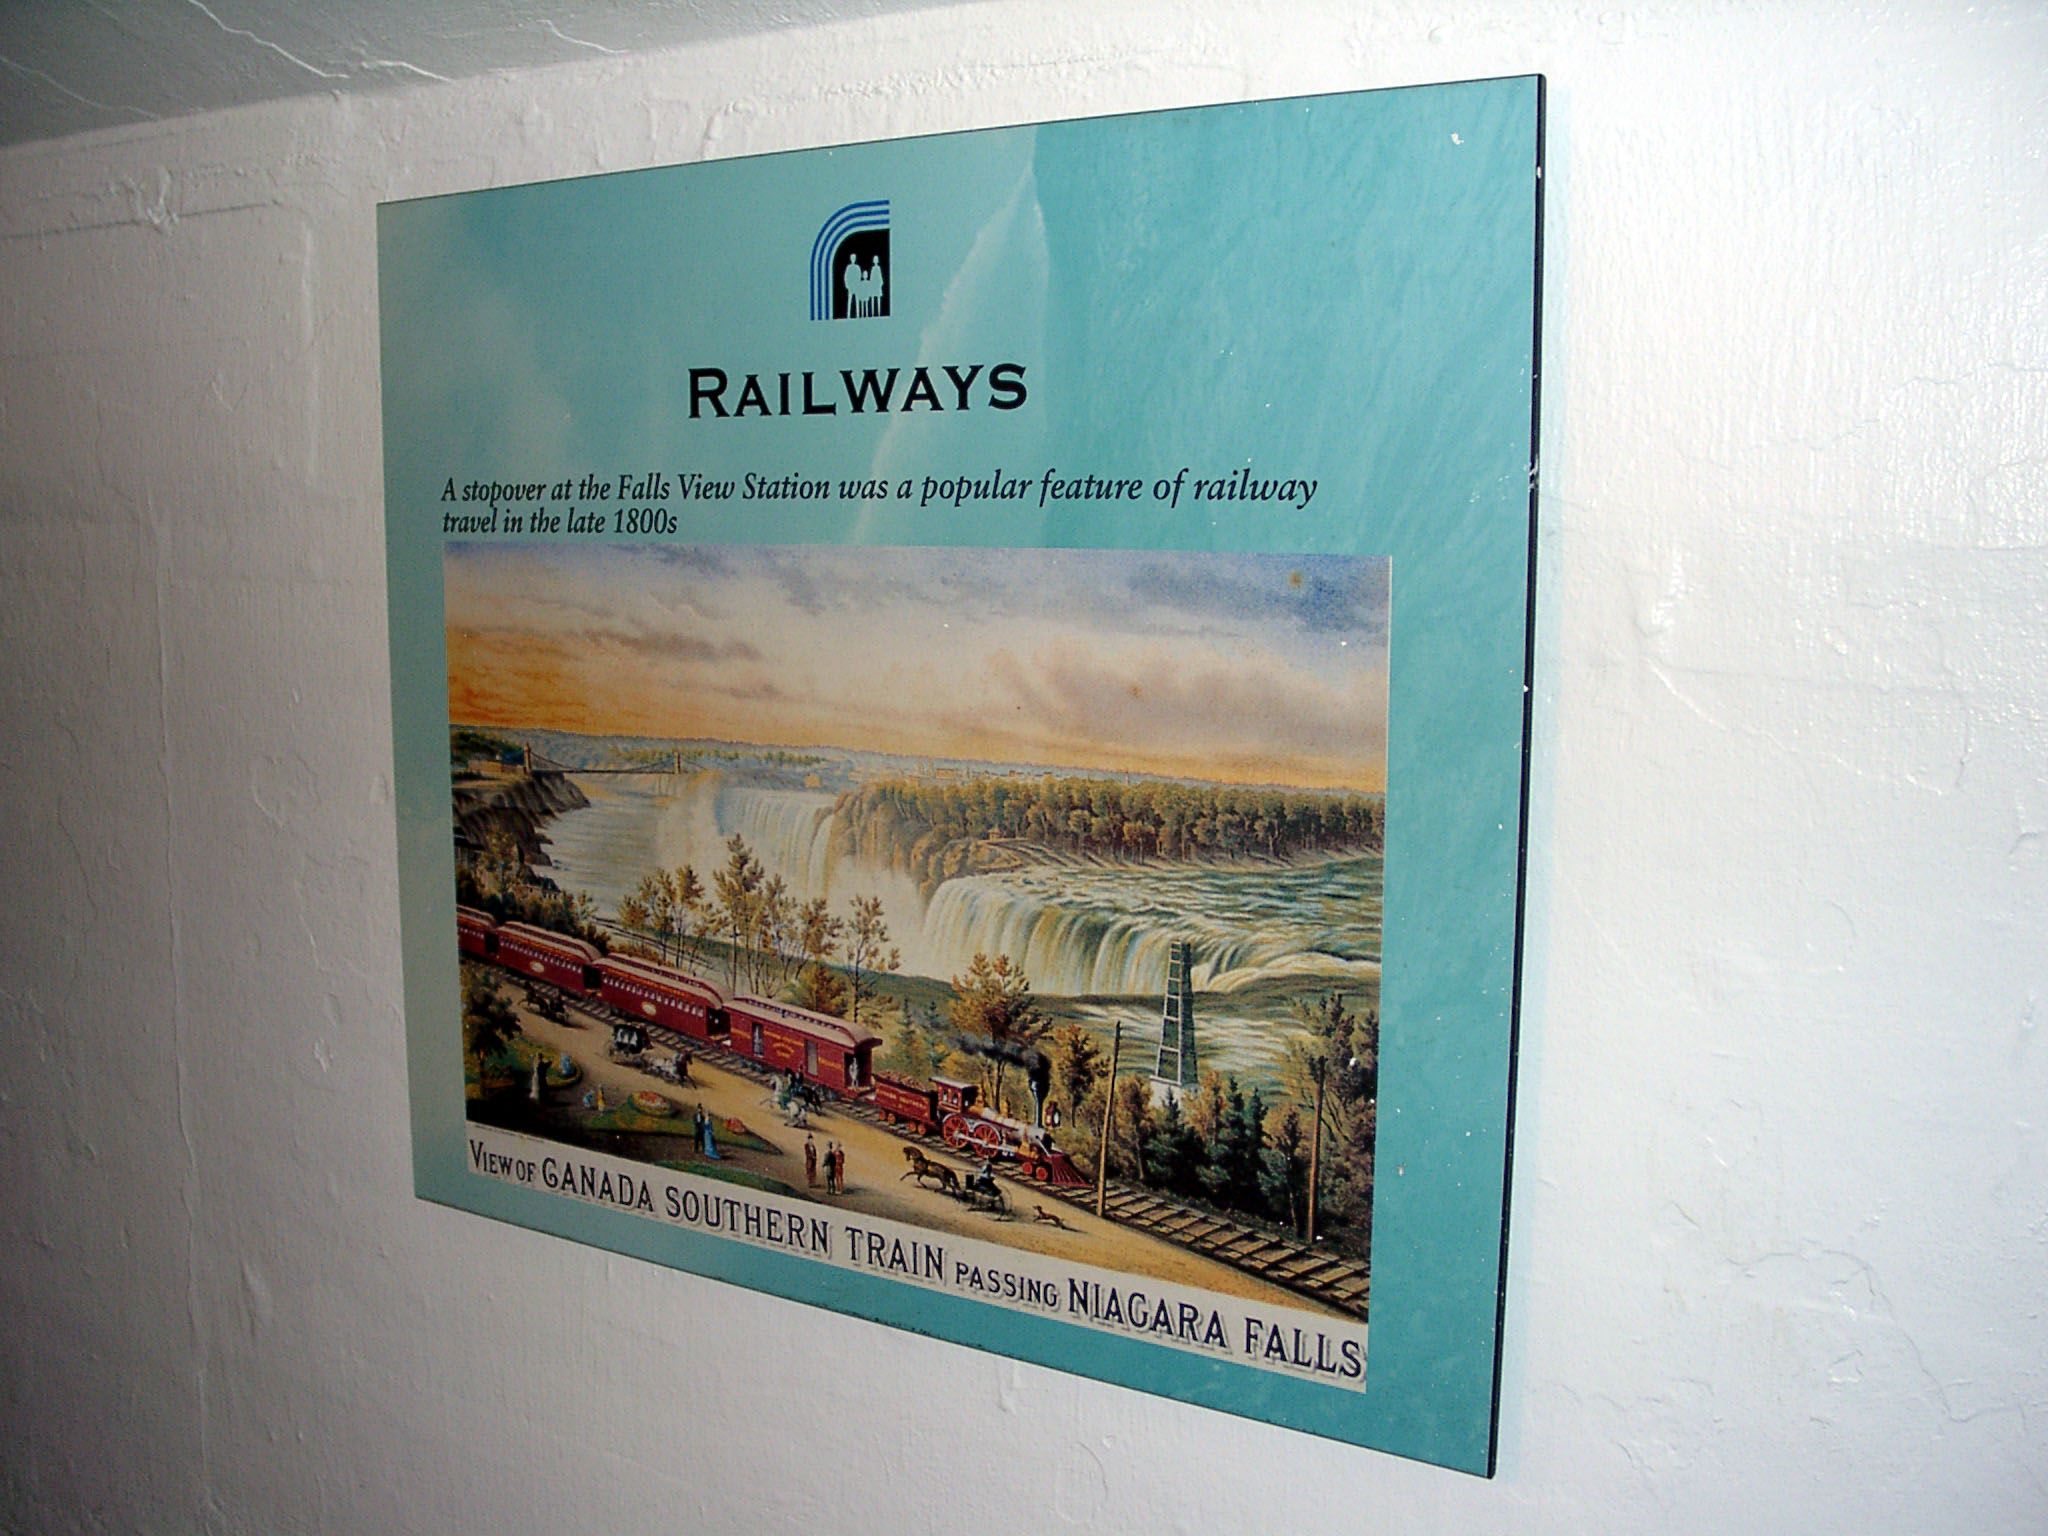 RAILWAYS
A stopover at the Falls View Station was a popular feature of railway
travel in the late 1800s
VIEW OF CANADA SOUTHERN TRAIN PASSING NIAGARA FALLS